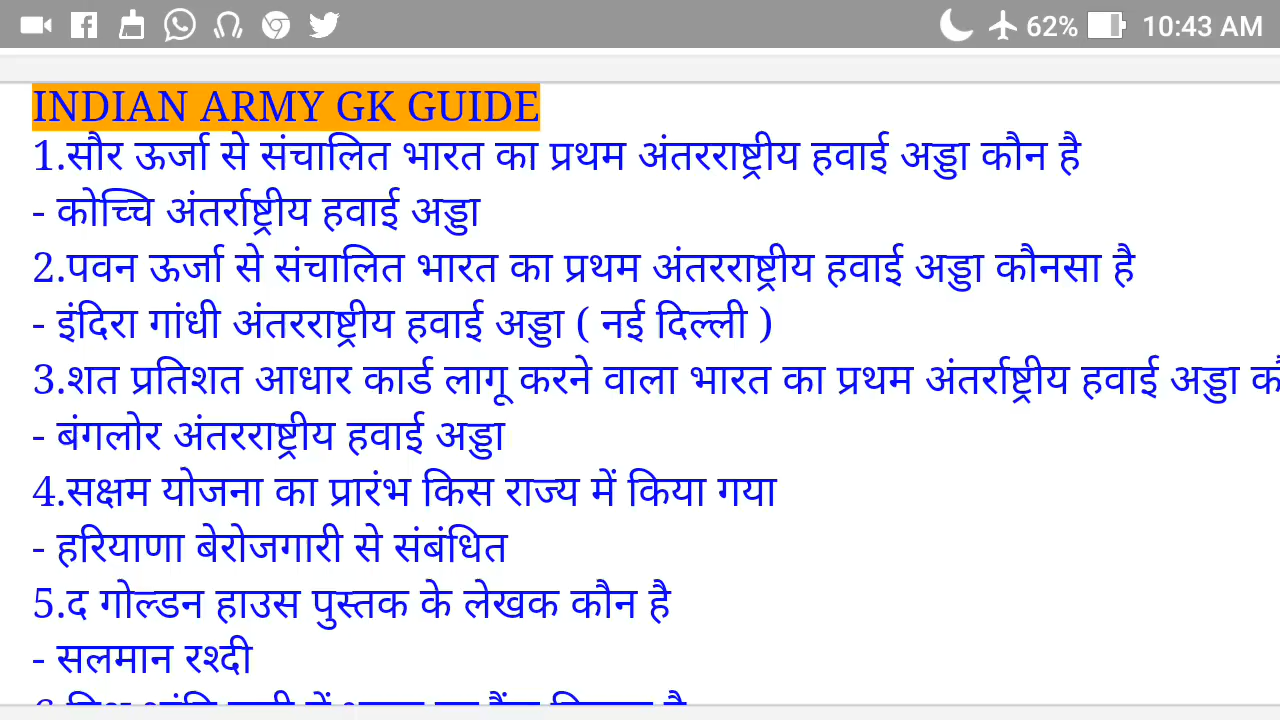 62% 10:43 AM
INDIAN ARMY GK GUIDE
1.सौर ऊर्जा से संचालित भारत का प्रथम अंतरराष्ट्रीय हवाई अड्डा कौन है
- कोच्चि अंतर्राष्ट्रीय हवाई अड्डा
2.पवन ऊर्जा से संचालित भारत का प्रथम अंतरराष्ट्रीय हवाई अड्डा कौनसा है
- इंदिरा गांधी अंतरराष्ट्रीय हवाई अड्डा ( नई दिल्ली )
3.शत प्रतिशत आधार कार्ड लागू करने वाला भारत का प्रथम अंतर्राष्ट्रीय हवाई अड्डा
- बंगलोर अंतरराष्ट्रीय हवाई अड्डा
4.सक्षम योजना का प्रारंभ किस राज्य में किया गया
- हरियाणा बेरोजगारी से संबंधित
5.द गोल्डन हाउस पुस्तक के लेखक कौन है
- सलमान रश्दी